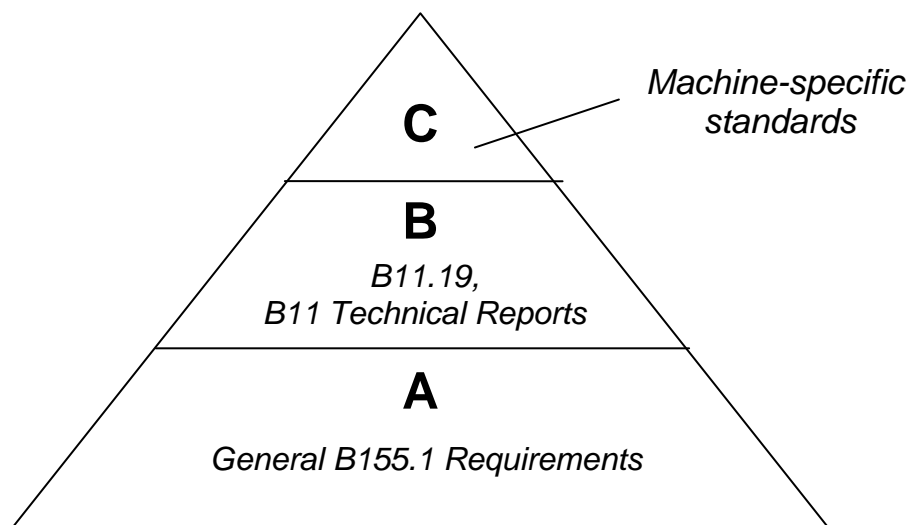 Machine-specific
standards
C
B
B11.19,
B11 Technical Reports
A
General B155.1 Requirements